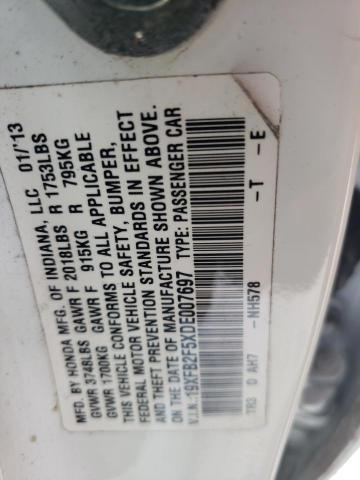 MFD. BY HONDA MFG. OF INDIANA, LLC 01/'13
GVWR 3748LBS GAWR F 2018LBS R 1753LBS
GVWR 1700KG GAWR F 915KG R 795KG
THIS VEHICLE CONFORMS TO ALL APPLICABLE
FEDERAL MOTOR VEHICLE SAFETY, BUMPER,
AND THEFT PREVENTION STANDARDS IN EFFECT
ON THE DATE OF MANUFACTURE SHOWN ABOVE.
V.I.N.: 19XFB2F5XDE007697 TYPE: PASSENGER CAR
TR3 D AH7 -NH578 -T -E